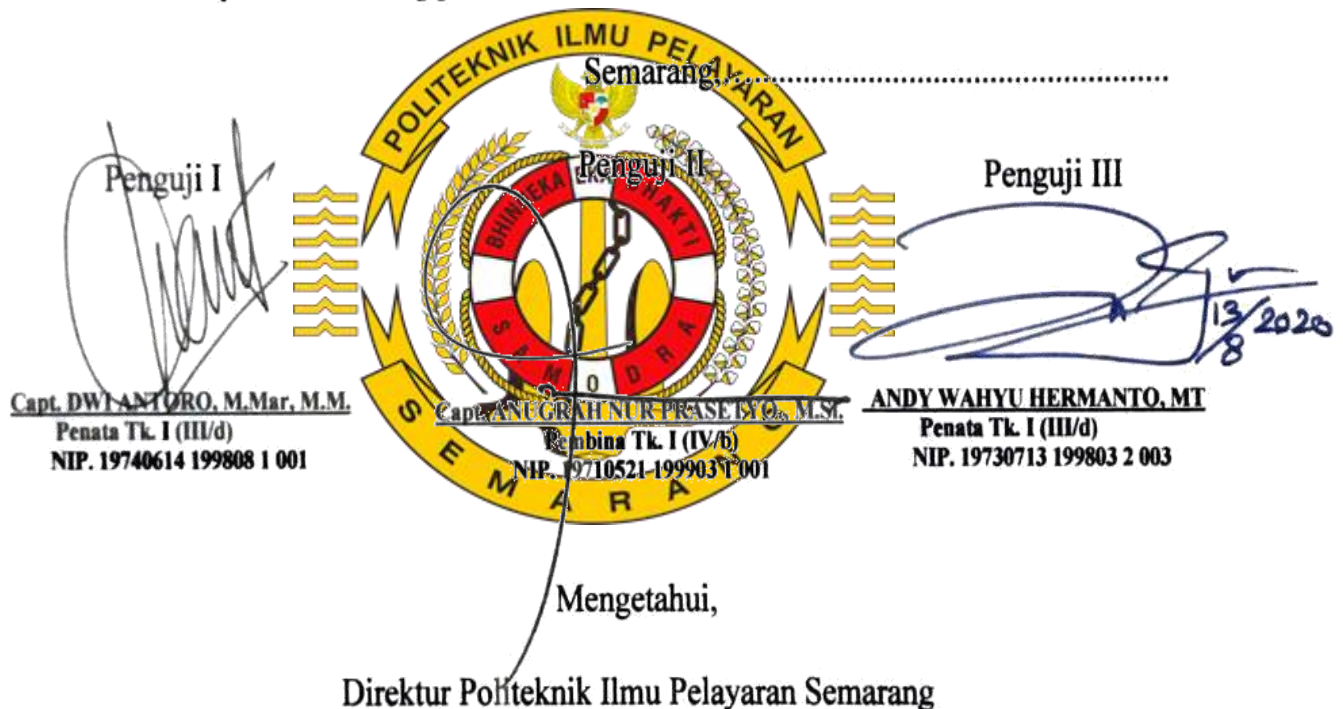 POLITEKNIK ILMU PELAYARAN
Semarang,..............................................
Penguji I
Penguji II
Penguji III
BHINNEKA EKA BHAKTI
SAMMODRA
13/8 2020
Capt. DWI ANTORO, M.Mar, M.M.
Penata Tk. I (III/d)
NIP. 19740614 199808 1 001
Capt. ANUGRAH NUR PRASETYO, M.Si.
Pembina Tk. I (IV/b)
NIP. 19710521 199903 1 001
ANDY WAHYU HERMANTO, MT
Penata Tk. I (III/d)
NIP. 19730713 199803 2 003
SEMARANG
Mengetahui,
Direktur Politeknik Ilmu Pelayaran Semarang